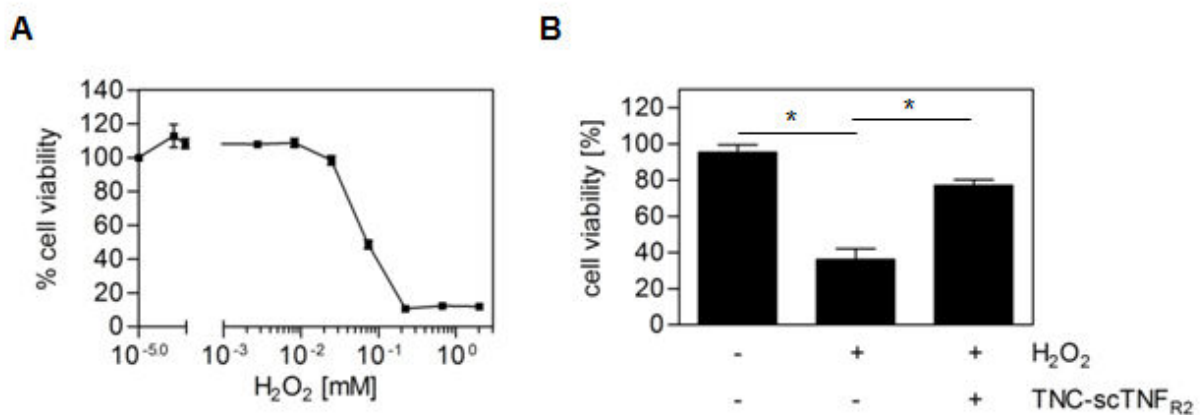 A
% cell viability
140
120
100
80
60
40
20
0
10^-5.0 10^-3 10^-2 10^-1 10^0
H₂O₂ [mM]
B
cell viability [%]
120
100
80
60
40
20
0
* *
- + + H₂O₂
- - + TNC-scTNF_R2